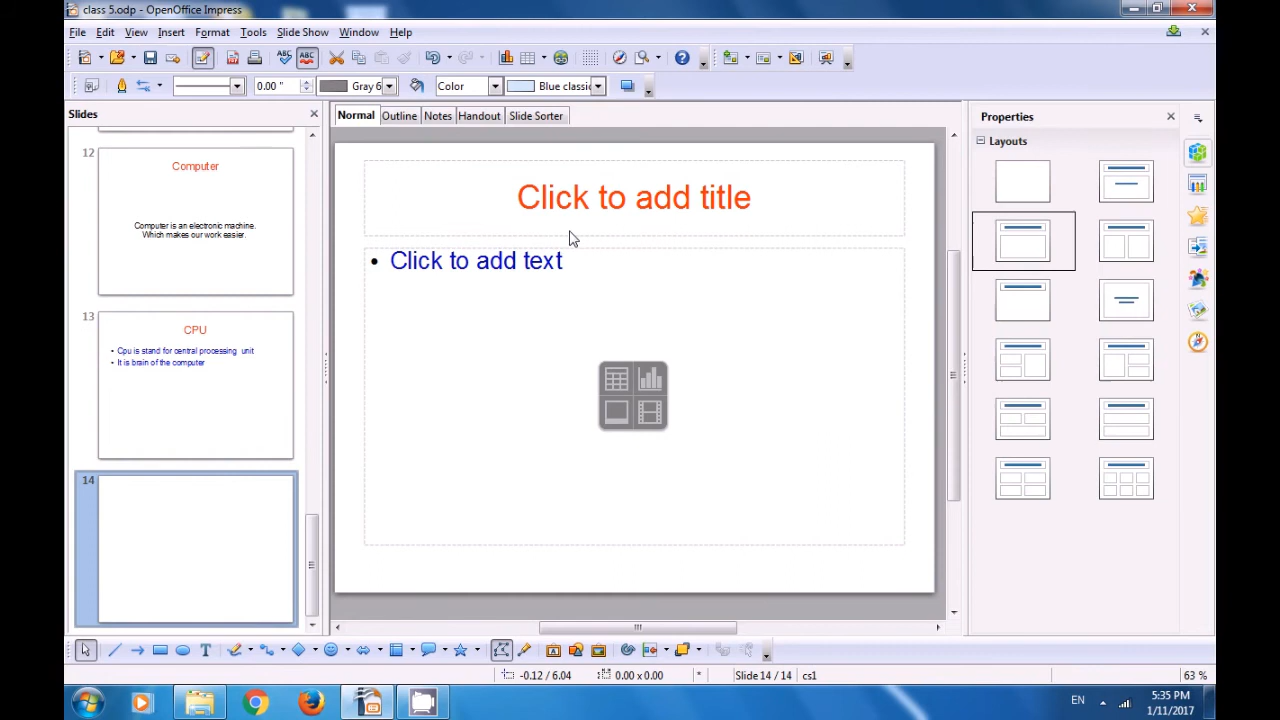 class 5.odp - OpenOffice Impress
File Edit View Insert Format Tools Slide Show Window Help
0.00 " Gray 6 Color Blue classic
Slides
Normal Outline Notes Handout Slide Sorter
Properties
Layouts
12
Computer
Computer is an electronic machine.
Which makes our work easier.
13
CPU
• Cpu is stand for central processing unit
• It is brain of the computer
14
Click to add title
• Click to add text
-0.12 / 6.04 0.00 x 0.00 * Slide 14 / 14 cs1 63 %
EN
5:35 PM
1/11/2017